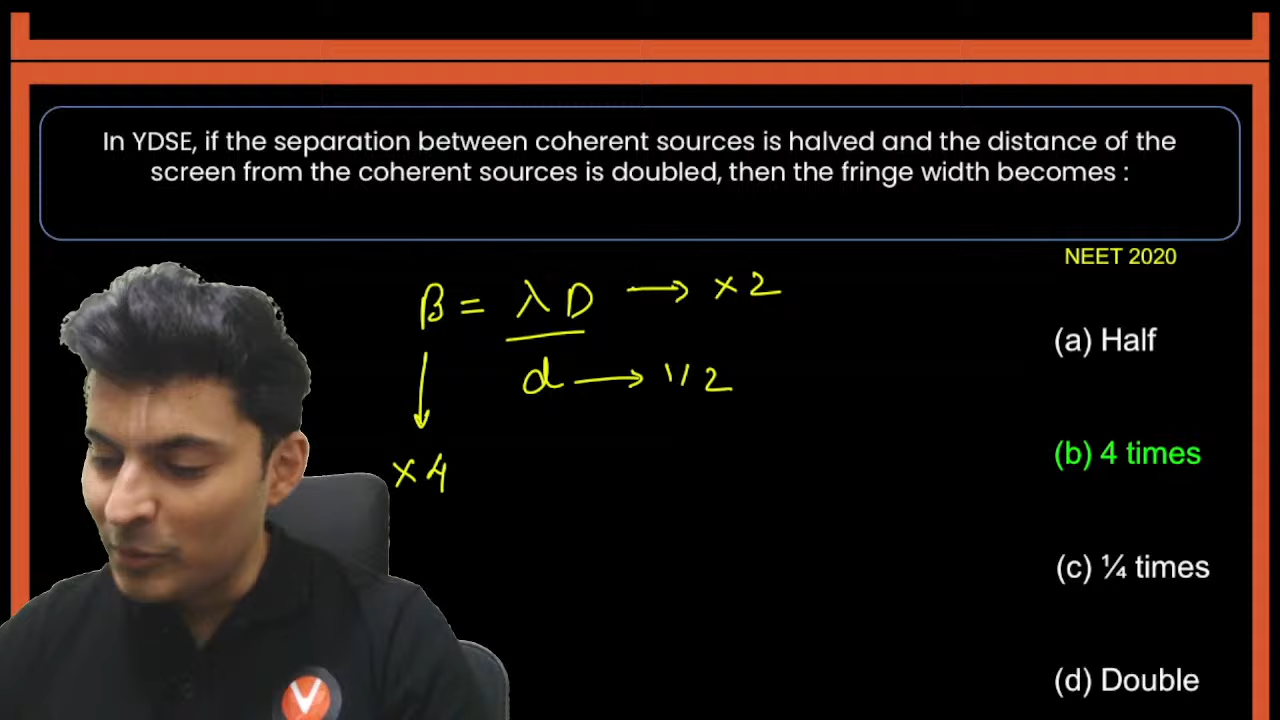 In YDSE, if the separation between coherent sources is halved and the distance of the
screen from the coherent sources is doubled, then the fringe width becomes :
NEET 2020
β = λD → ×2
d → 1/2
×4
(a) Half
(b) 4 times
(c) ¼ times
(d) Double
V